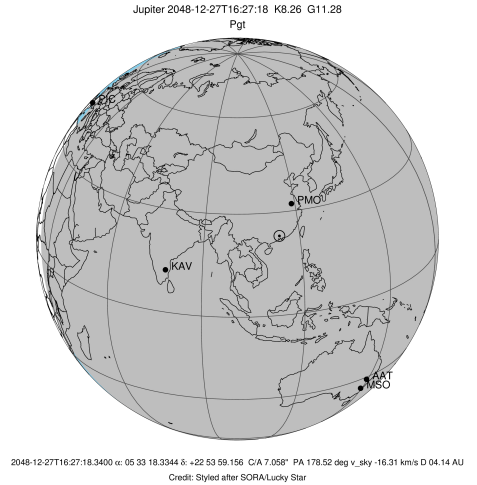 Jupiter 2048-12-27T16:27:18 K8.26 G11.28
Pgt
PIC
PMO
KAV
AAT
MSO
2048-12-27T16:27:18.3400 α: 05 33 18.3344 δ: +22 53 59.156 C/A 7.058" PA 178.52 deg v_sky -16.31 km/s D 04.14 AU
Credit: Styled after SORA/Lucky Star